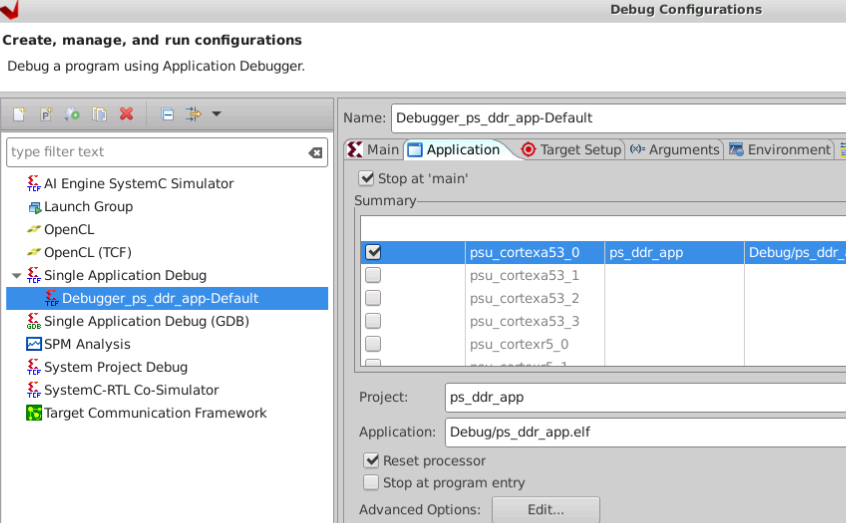 Debug Configurations
Create, manage, and run configurations
Debug a program using Application Debugger.
type filter text
AI Engine SystemC Simulator
Launch Group
OpenCL
OpenCL (TCF)
Single Application Debug
Debugger_ps_ddr_app-Default
Single Application Debug (GDB)
SPM Analysis
System Project Debug
SystemC-RTL Co-Simulator
Target Communication Framework
Name: Debugger_ps_ddr_app-Default
Main Application Target Setup Arguments Environment
Stop at 'main'
Summary
psu_cortexa53_0 ps_ddr_app Debug/ps_ddr_
psu_cortexa53_1
psu_cortexa53_2
psu_cortexa53_3
psu_cortexr5_0
psu_cortexr5_1
Project: ps_ddr_app
Application: Debug/ps_ddr_app.elf
Reset processor
Stop at program entry
Advanced Options: Edit...